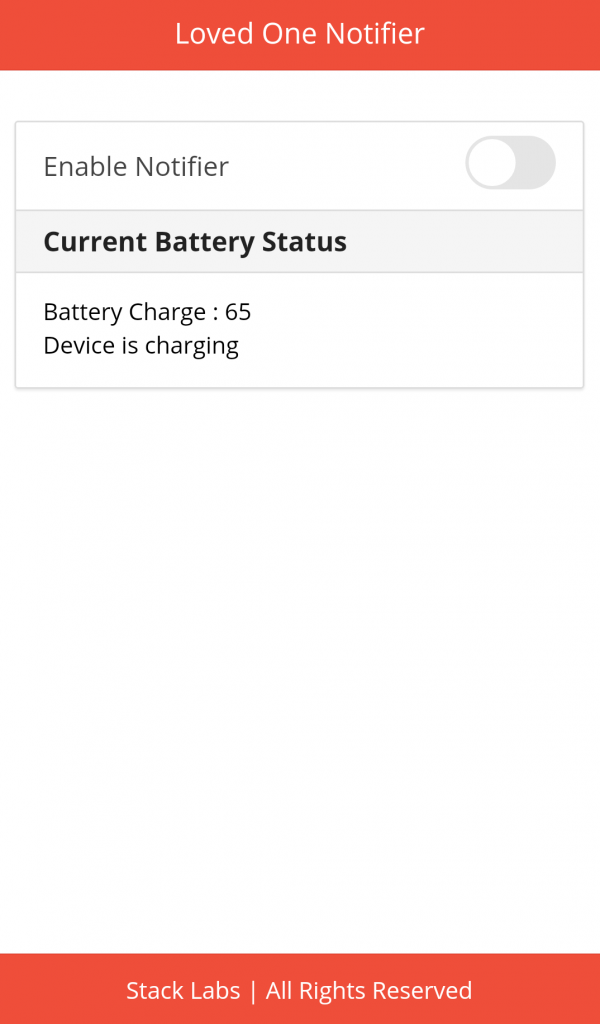 Loved One Notifier
Enable Notifier
Current Battery Status
Battery Charge : 65
Device is charging
Stack Labs | All Rights Reserved